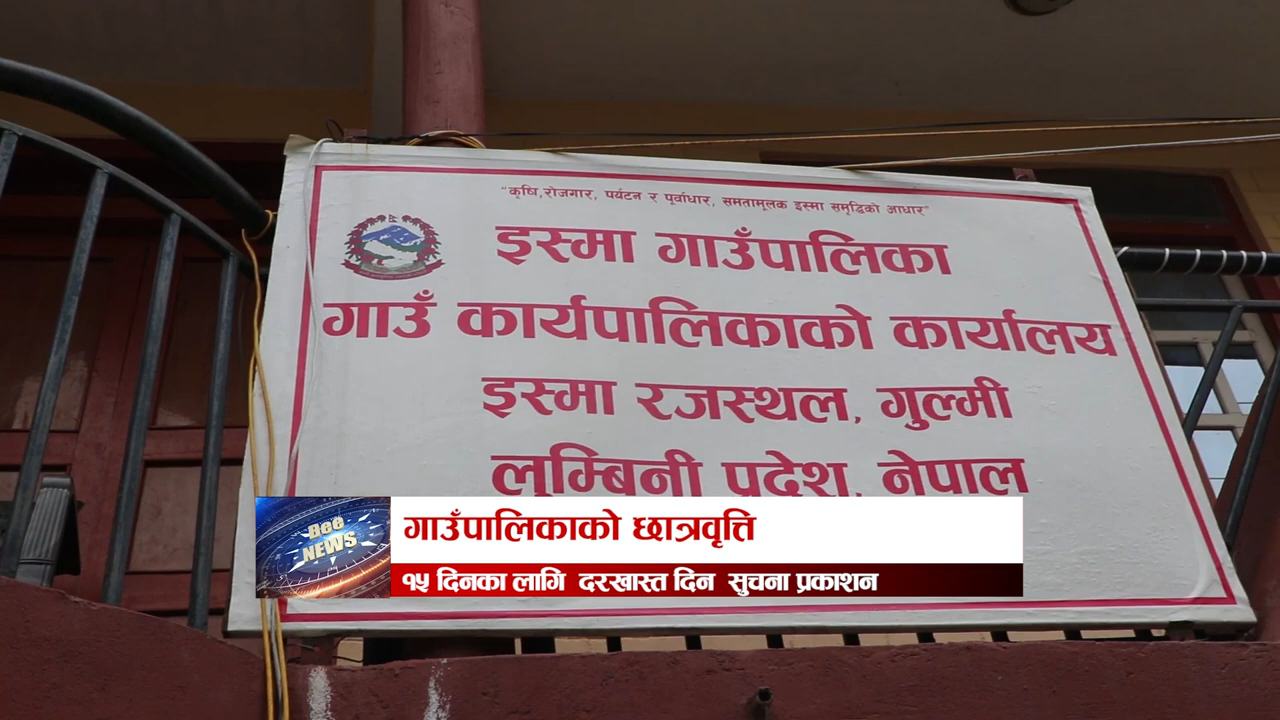 "कृषि, रोजगार, पर्यटन र पूर्वाधार, समतामूलक इस्मा समृद्धिको आधार"
इस्मा गाउँपालिका
गाउँ कार्यपालिकाको कार्यालय
इस्मा रजस्थल, गुल्मी
लुम्बिनी प्रदेश, नेपाल
Bee NEWS
गाउँपालिकाको छात्रवृत्ति
१५ दिनका लागि दरखास्त दिन सुचना प्रकाशन